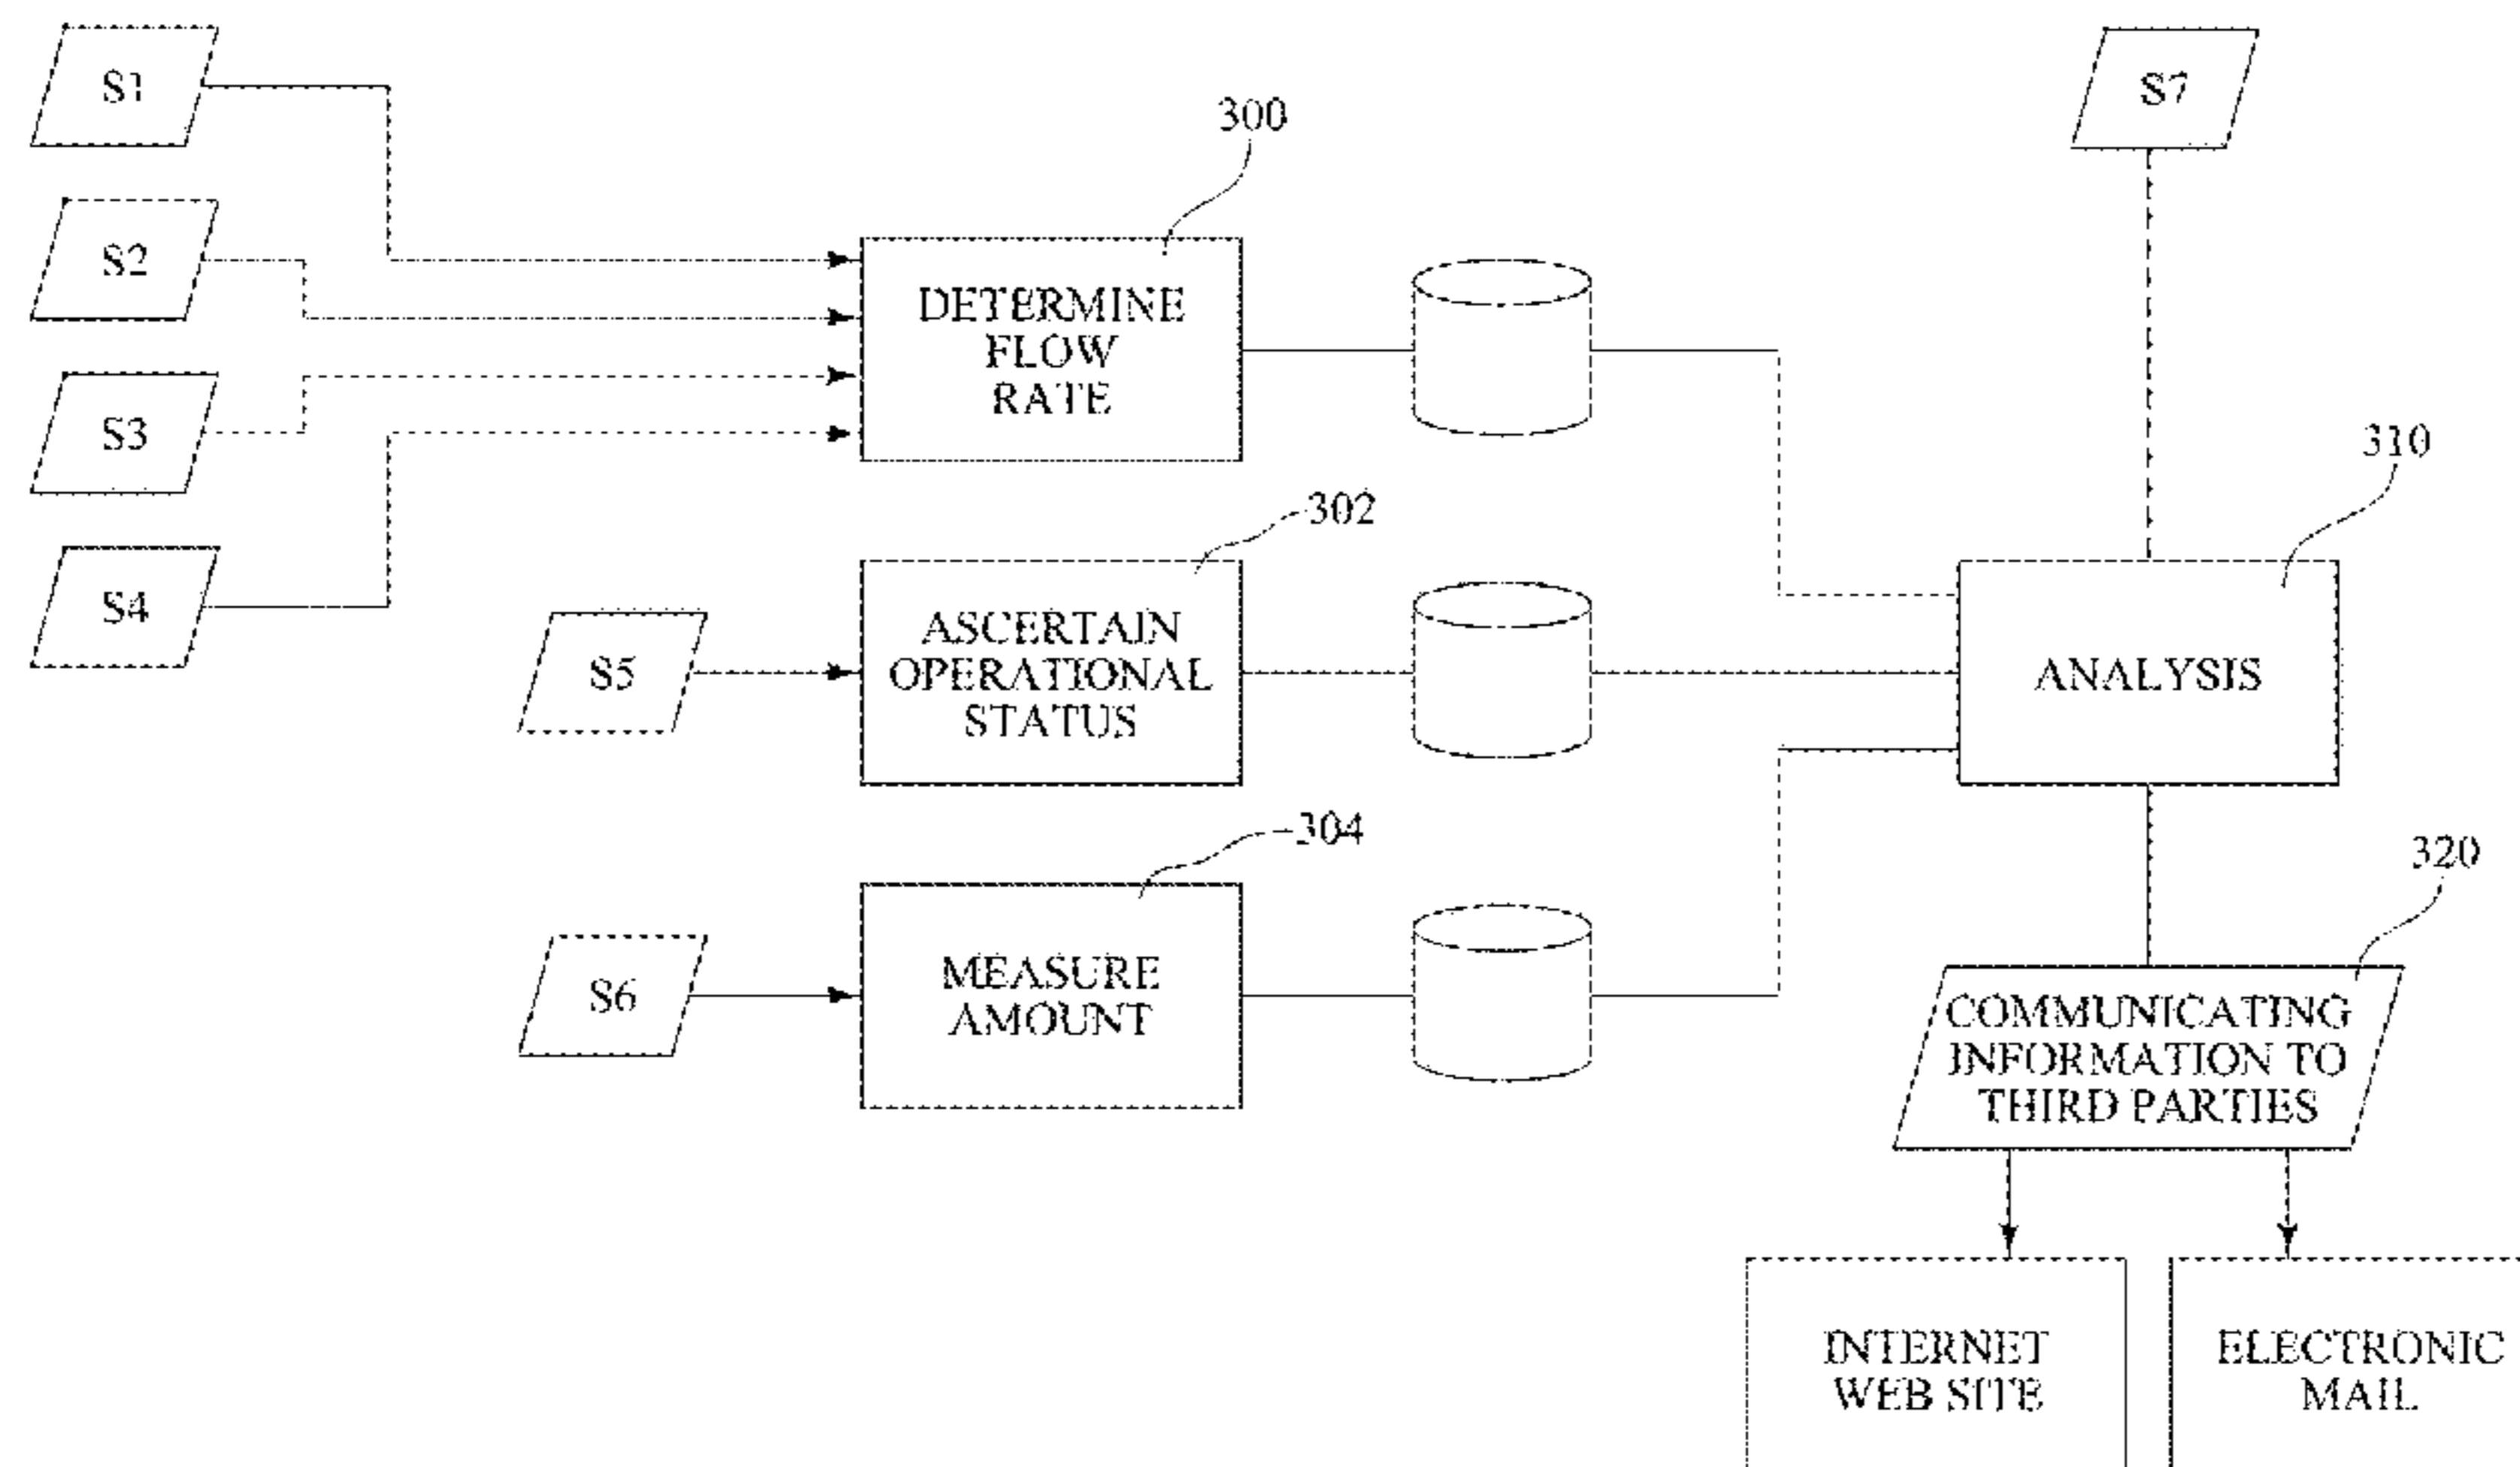 S1
S7
300
S2
DETERMINE
FLOW
RATE
S3
310
302
S4
ASCERTAIN
OPERATIONAL
STATUS
S5
ANALYSIS
304
320
S6
MEASURE
AMOUNT
COMMUNICATING
INFORMATION TO
THIRD PARTIES
INTERNET
WEB SITE
ELECTRONIC
MAIL